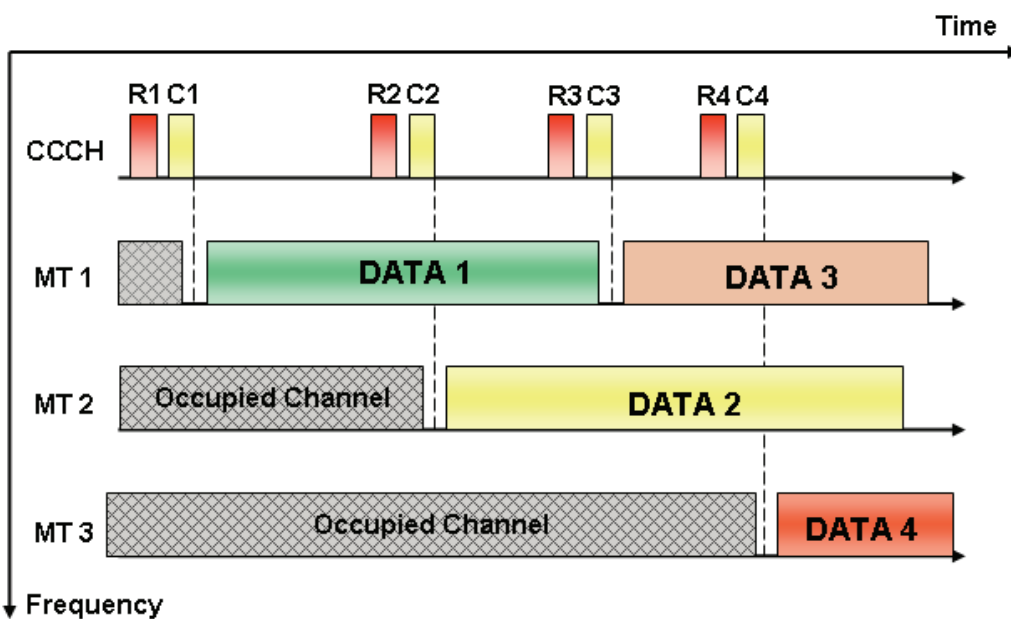 Time
R1 C1 R2 C2 R3 C3 R4 C4
CCCH
MT 1 DATA 1 DATA 3
MT 2 Occupied Channel DATA 2
MT 3 Occupied Channel DATA 4
Frequency